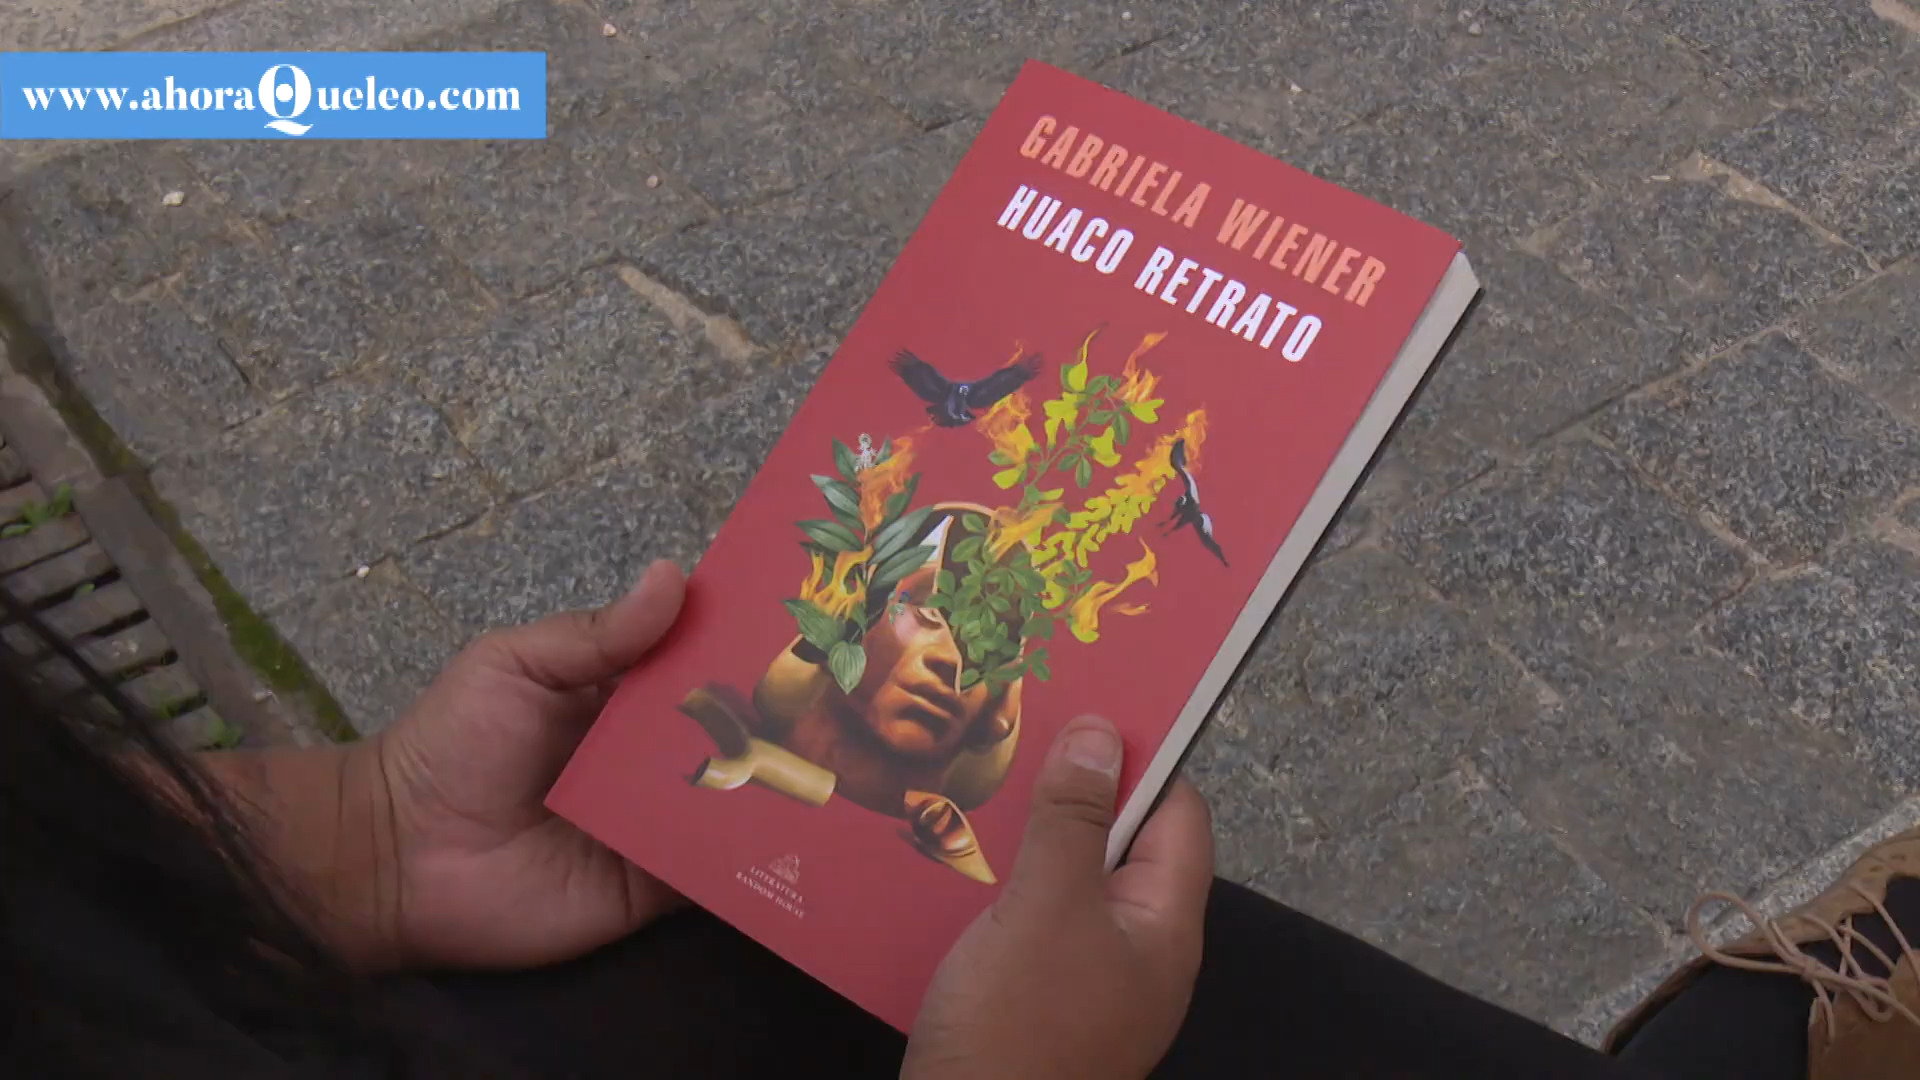 www.ahoraQueleo.com
GABRIELA WIENER
HUACO RETRATO
LITERATURA
RANDOM HOUSE